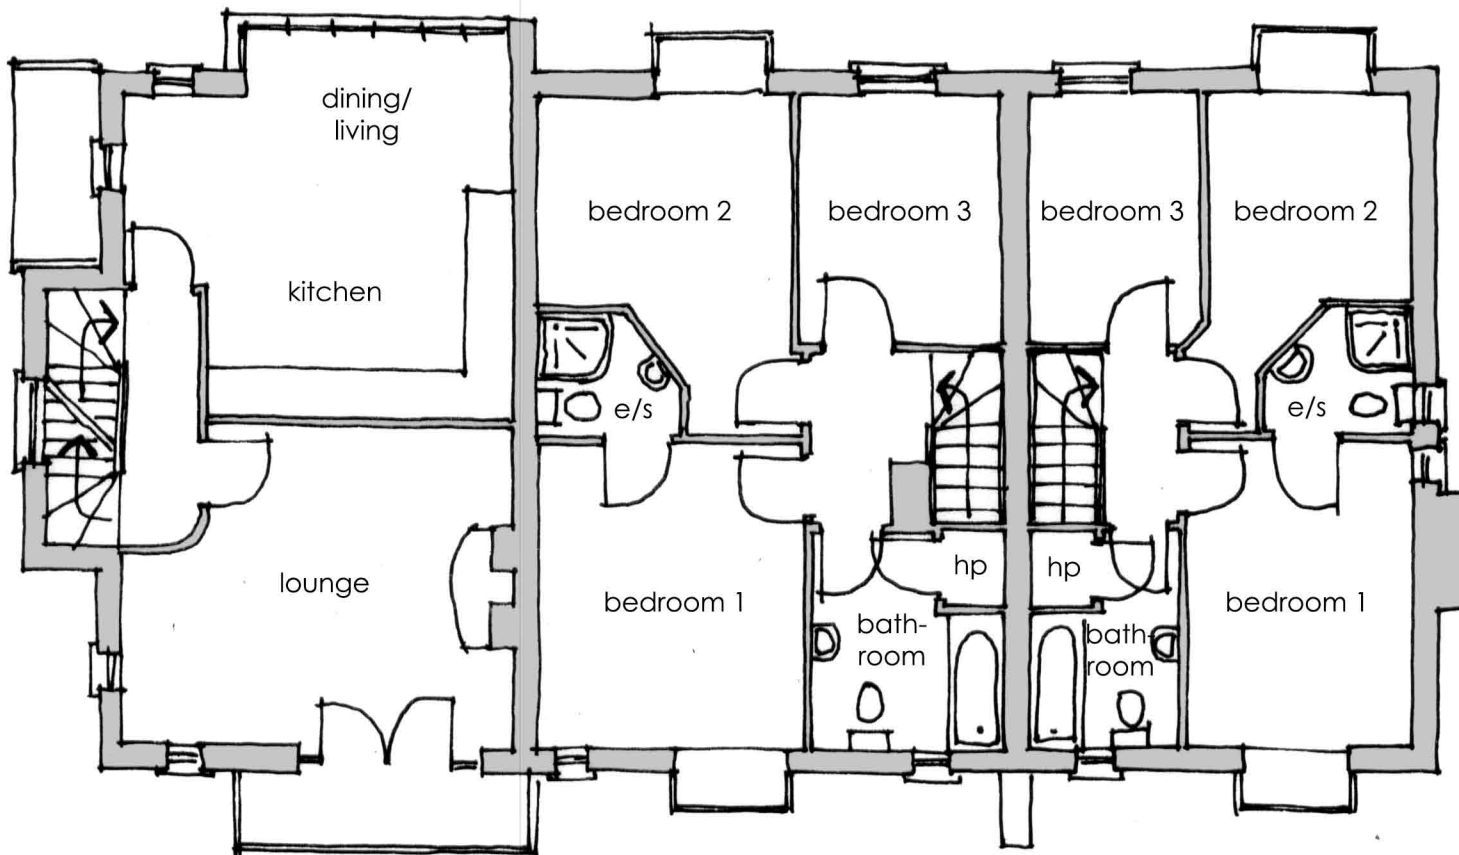 dining/
living
kitchen
lounge
bedroom 2
bedroom 3
bedroom 3
bedroom 2
e/s
e/s
hp
hp
bedroom 1
bath-
room
bath-
room
bedroom 1